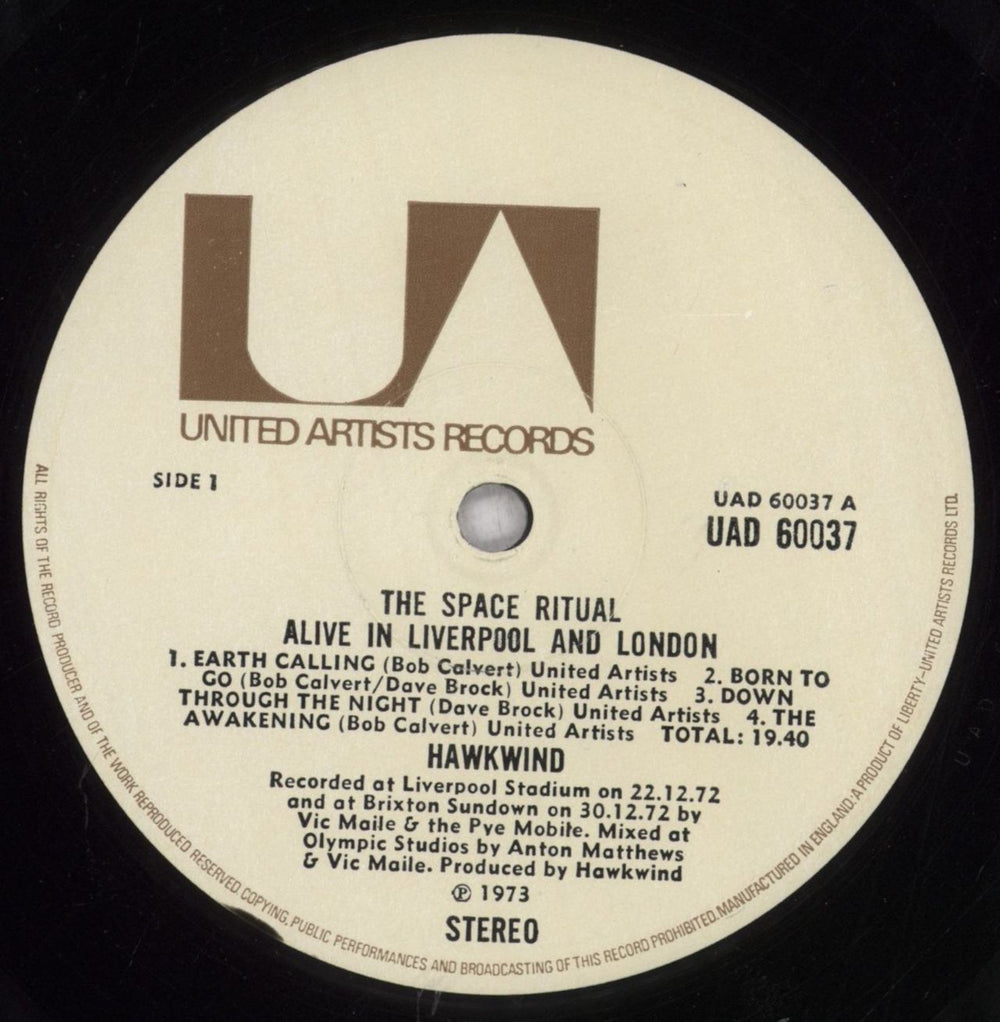 UA
UNITED ARTISTS RECORDS
SIDE 1
UAD 60037 A
UAD 60037
THE SPACE RITUAL
ALIVE IN LIVERPOOL AND LONDON
1. EARTH CALLING (Bob Calvert) United Artists 2. BORN TO
GO (Bob Calvert/Dave Brock) United Artists 3. DOWN
THROUGH THE NIGHT (Dave Brock) United Artists 4. THE
AWAKENING (Bob Calvert) United Artists TOTAL: 19.40
HAWKWIND
Recorded at Liverpool Stadium on 22.12.72
and at Brixton Sundown on 30.12.72 by
Vic Maile & the Pye Mobile. Mixed at
Olympic Studios by Anton Matthews
& Vic Maile. Produced by Hawkwind
℗ 1973
STEREO
ALL RIGHTS OF THE RECORD PRODUCER AND OF THE WORK REPRODUCED RESERVED COPYING, PUBLIC PERFORMANCES AND BROADCASTING OF THIS RECORD PROHIBITED. MANUFACTURED IN ENGLAND: A PRODUCT OF LIBERTY-UNITED ARTISTS RECORDS LTD.